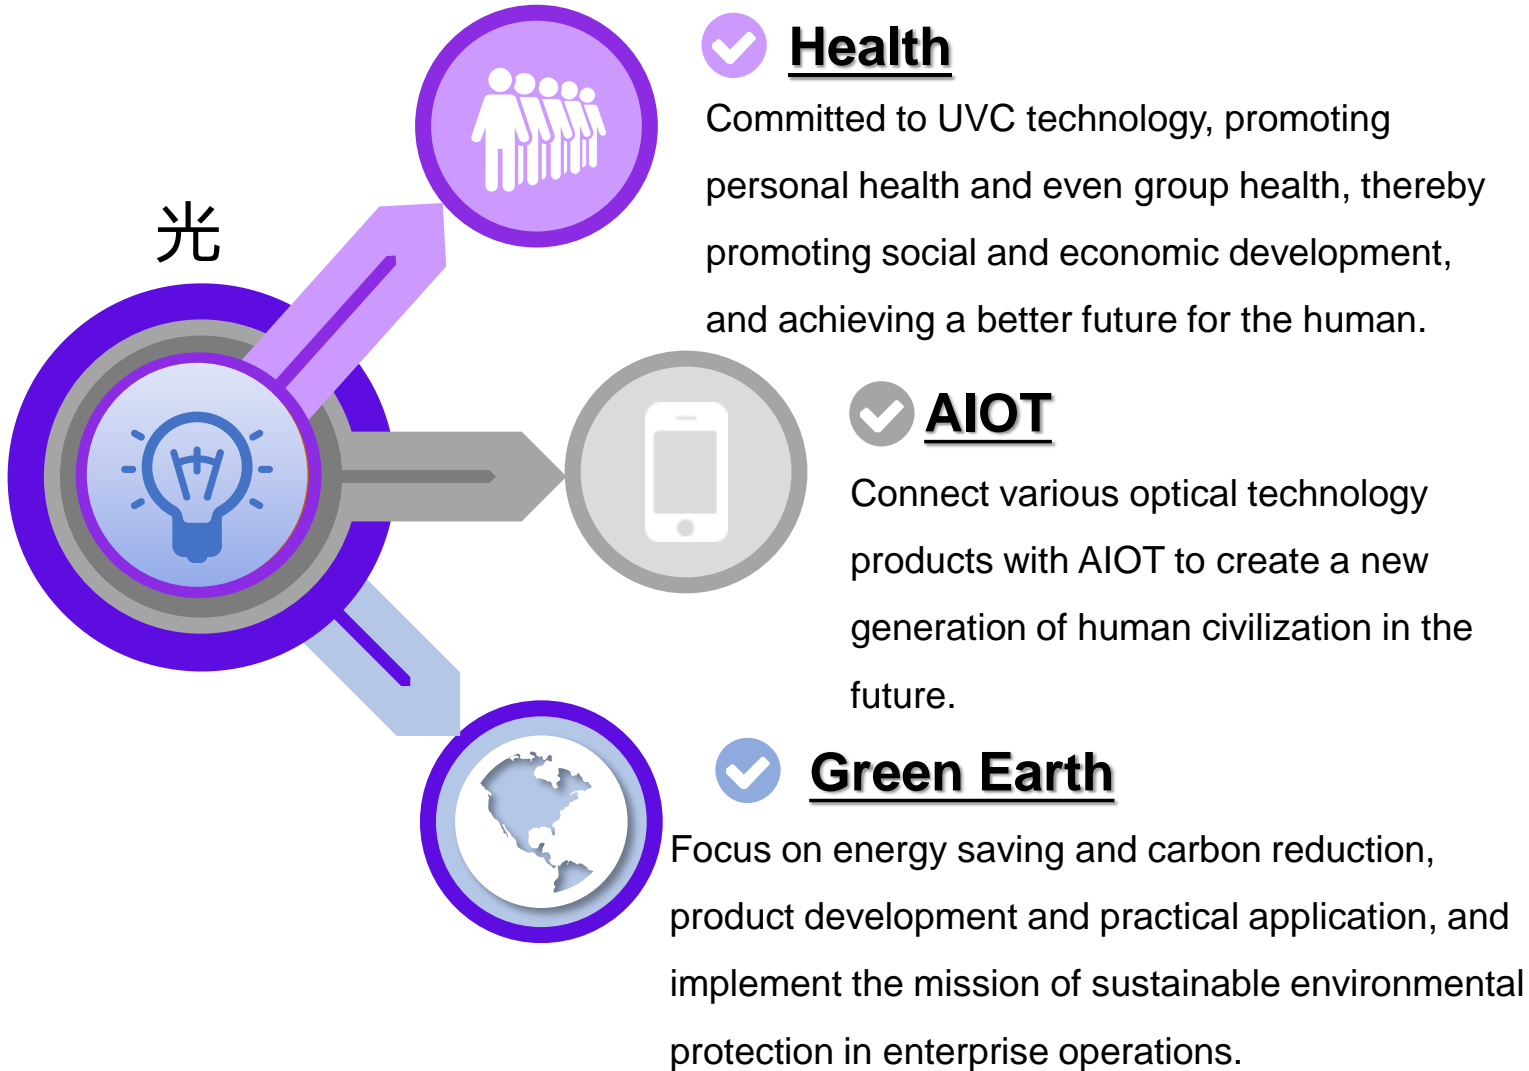 光
Health
Committed to UVC technology, promoting
personal health and even group health, thereby
promoting social and economic development,
and achieving a better future for the human.
AIOT
Connect various optical technology
products with AIOT to create a new
generation of human civilization in the
future.
Green Earth
Focus on energy saving and carbon reduction,
product development and practical application, and
implement the mission of sustainable environmental
protection in enterprise operations.